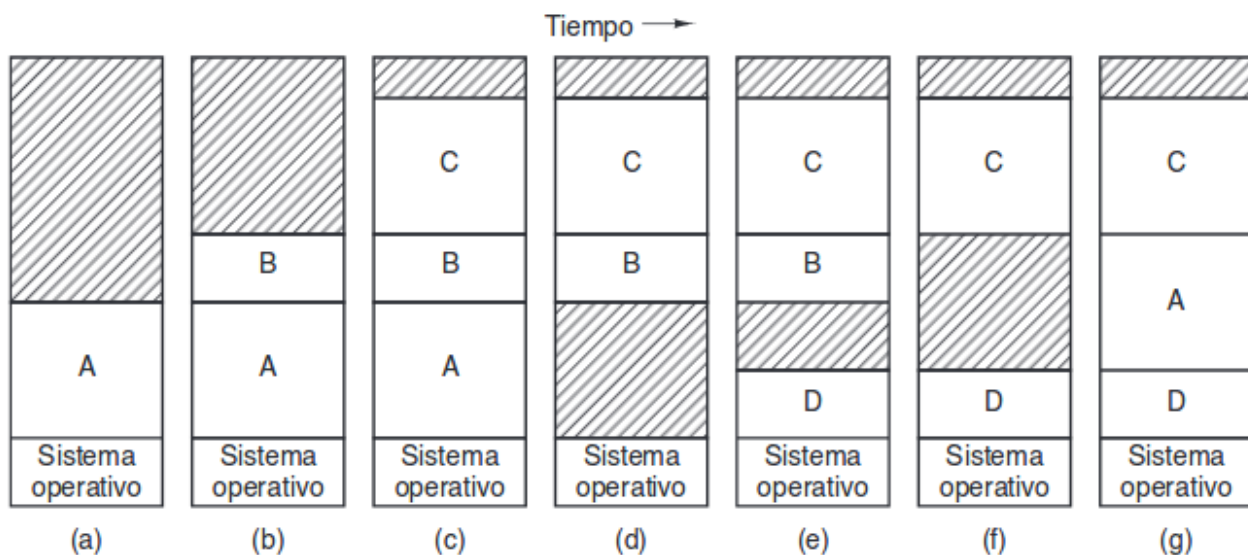 Tiempo
C
C
C
C
C
B
B
B
B
A
A
A
A
D
D
D
Sistema operativo
Sistema operativo
Sistema operativo
Sistema operativo
Sistema operativo
Sistema operativo
Sistema operativo
(a)
(b)
(c)
(d)
(e)
(f)
(g)